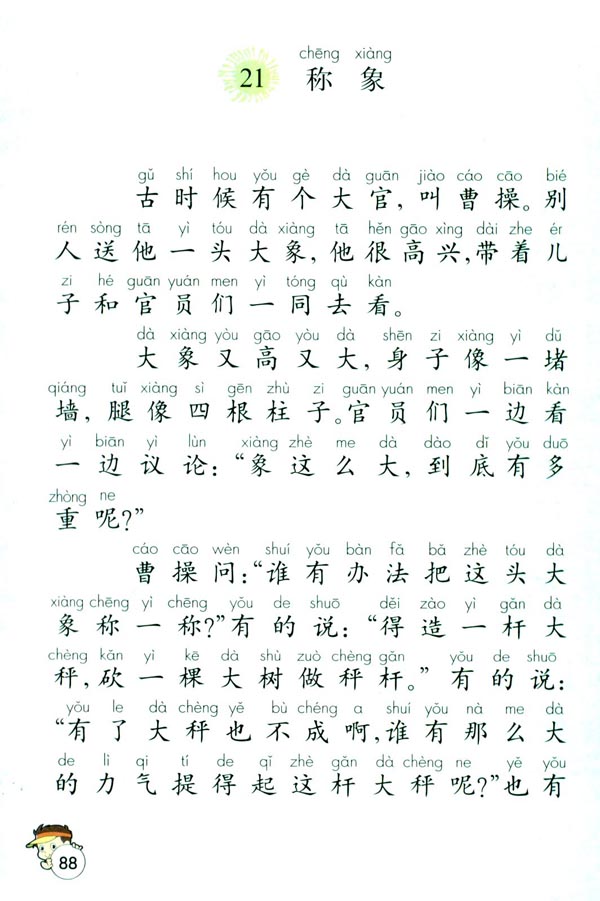 chēng xiàng
21 称 象
gǔ shí hou yǒu gè dà guān jiào cáo cāo bié
古时候有个大官，叫曹操。别
rén sòng tā yì tóu dà xiàng tā hěn gāo xìng dài zhe ér
人送他一头大象，他很高兴，带着儿
zi hé guān yuán men yì tóng qù kàn
子和官员们一同去看。
dà xiàng yòu gāo yòu dà shēn zi xiàng yì dǔ
大象又高又大，身子像一堵
qiáng tuǐ xiàng sì gēn zhù zi guān yuán men yì biān kàn
墙，腿像四根柱子。官员们一边看
yì biān yì lùn xiàng zhè me dà dào dǐ yǒu duō
一边议论：“象这么大，到底有多
zhòng ne
重呢？”
cáo cāo wèn shuí yǒu bàn fǎ bǎ zhè tóu dà
曹操问：“谁有办法把这头大
xiàng chēng yì chēng yǒu de shuō děi zào yì gǎn dà
象称一称？”有的说：“得造一杆大
chèng kǎn yì kē dà shù zuò chèng gǎn yǒu de shuō
秤，砍一棵大树做秤杆。”有的说：
yǒu le dà chèng yě bù chéng a shuí yǒu nà me dà
“有了大秤也不成啊，谁有那么大
de lì qi tí de qǐ zhè gǎn dà chèng ne yě yǒu
的力气提得起这杆大秤呢？”也有
88